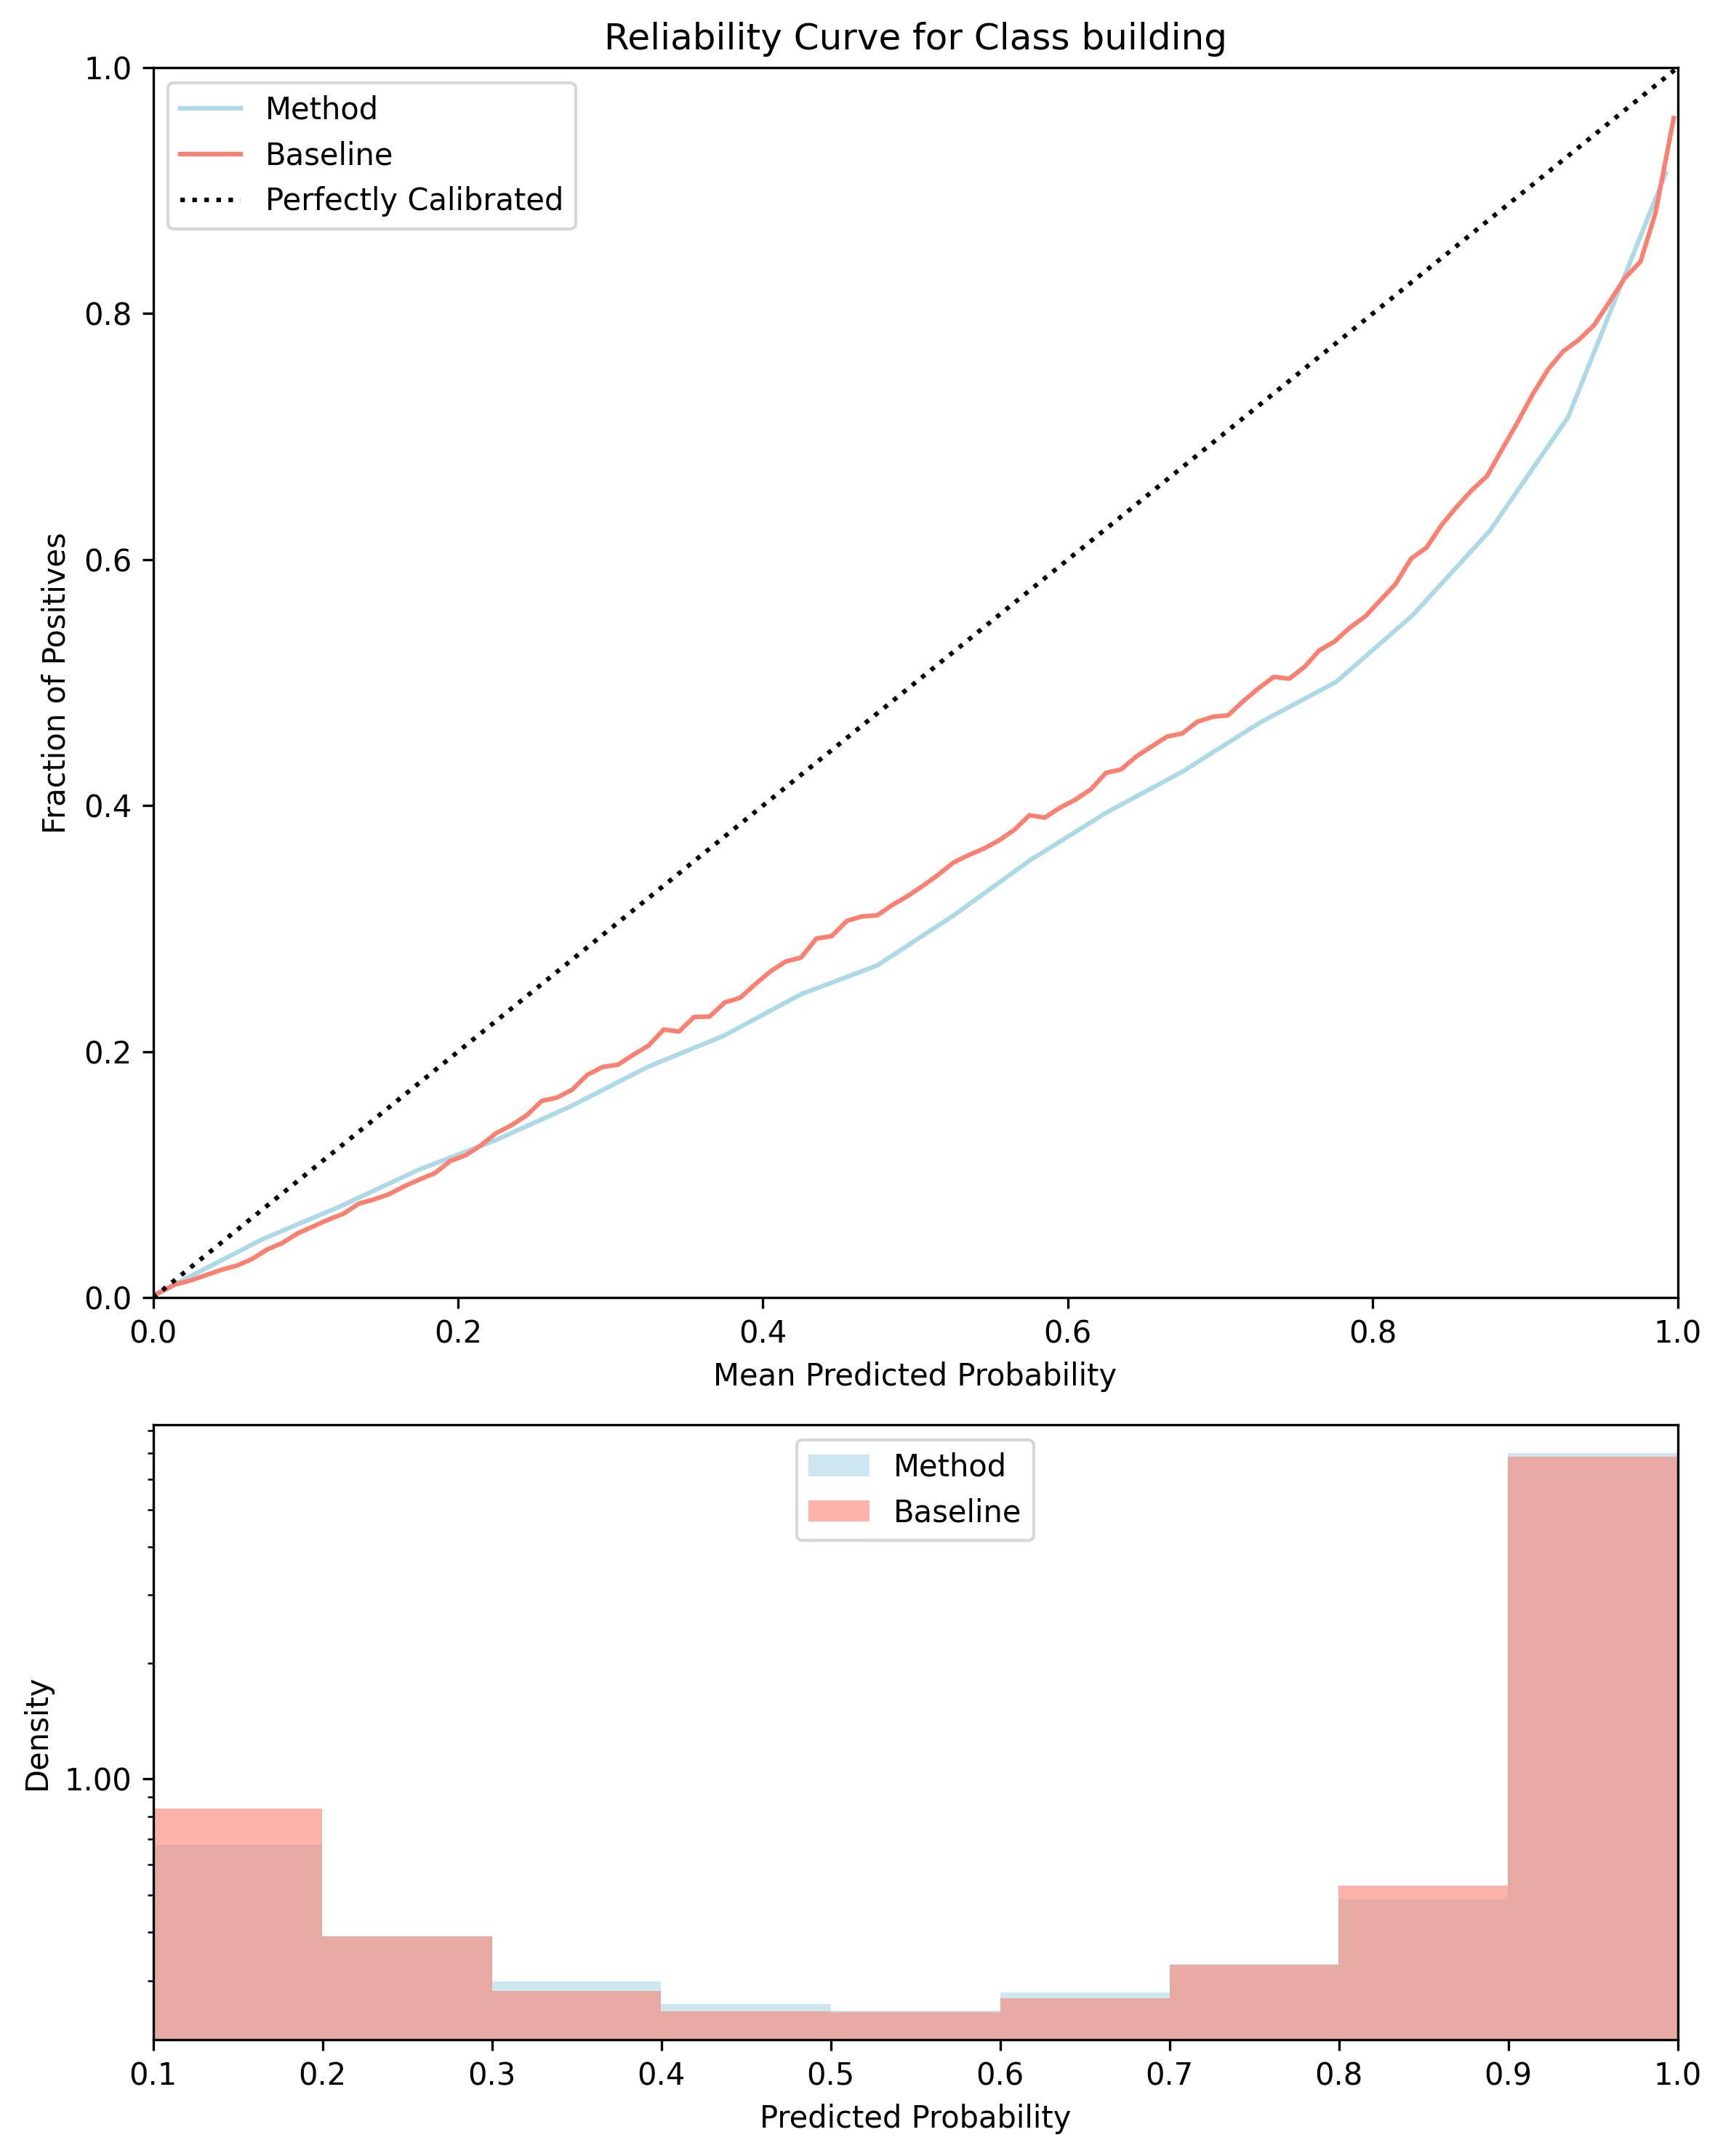 Reliability Curve for Class building
1.0
0.8
0.6
0.4
0.2
0.0
Fraction of Positives
Method
Baseline
Perfectly Calibrated
0.0 0.2 0.4 0.6 0.8 1.0
Mean Predicted Probability
Method
Baseline
Density
1.00
0.1 0.2 0.3 0.4 0.5 0.6 0.7 0.8 0.9 1.0
Predicted Probability